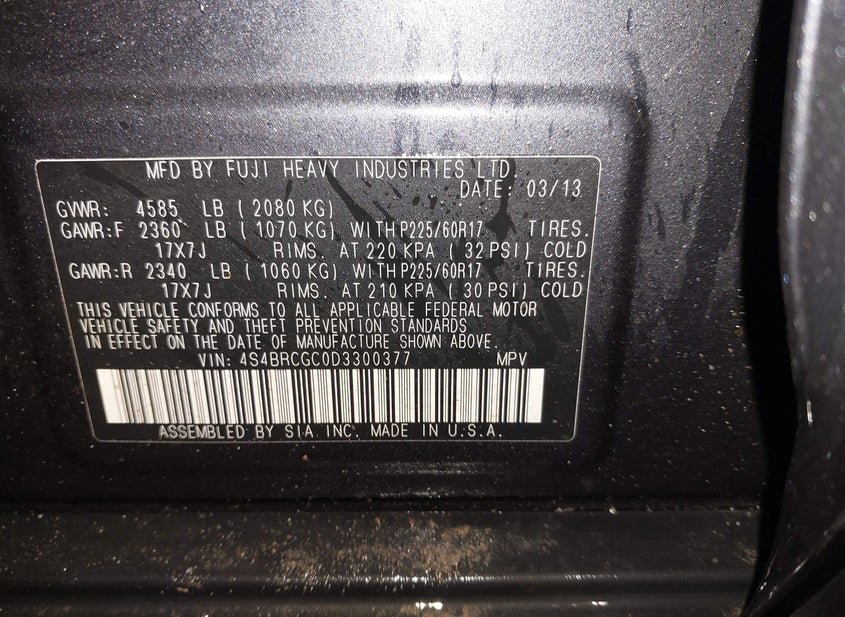 MFD BY FUJI HEAVY INDUSTRIES LTD.
DATE: 03/13
GVWR: 4585 LB ( 2080 KG)
GAWR:F 2360 LB ( 1070 KG) WITH P225/60R17 TIRES.
17X7J RIMS. AT 220 KPA ( 32 PSI) COLD
GAWR:R 2340 LB ( 1060 KG) WITH P225/60R17 TIRES.
17X7J RIMS. AT 210 KPA ( 30 PSI) COLD
THIS VEHICLE CONFORMS TO ALL APPLICABLE FEDERAL MOTOR
VEHICLE SAFETY AND THEFT PREVENTION STANDARDS
IN EFFECT ON THE DATE OF MANUFACTURE SHOWN ABOVE.
VIN: 4S4BRCGC0D3300377 MPV
ASSEMBLED BY SIA INC. MADE IN U.S.A.